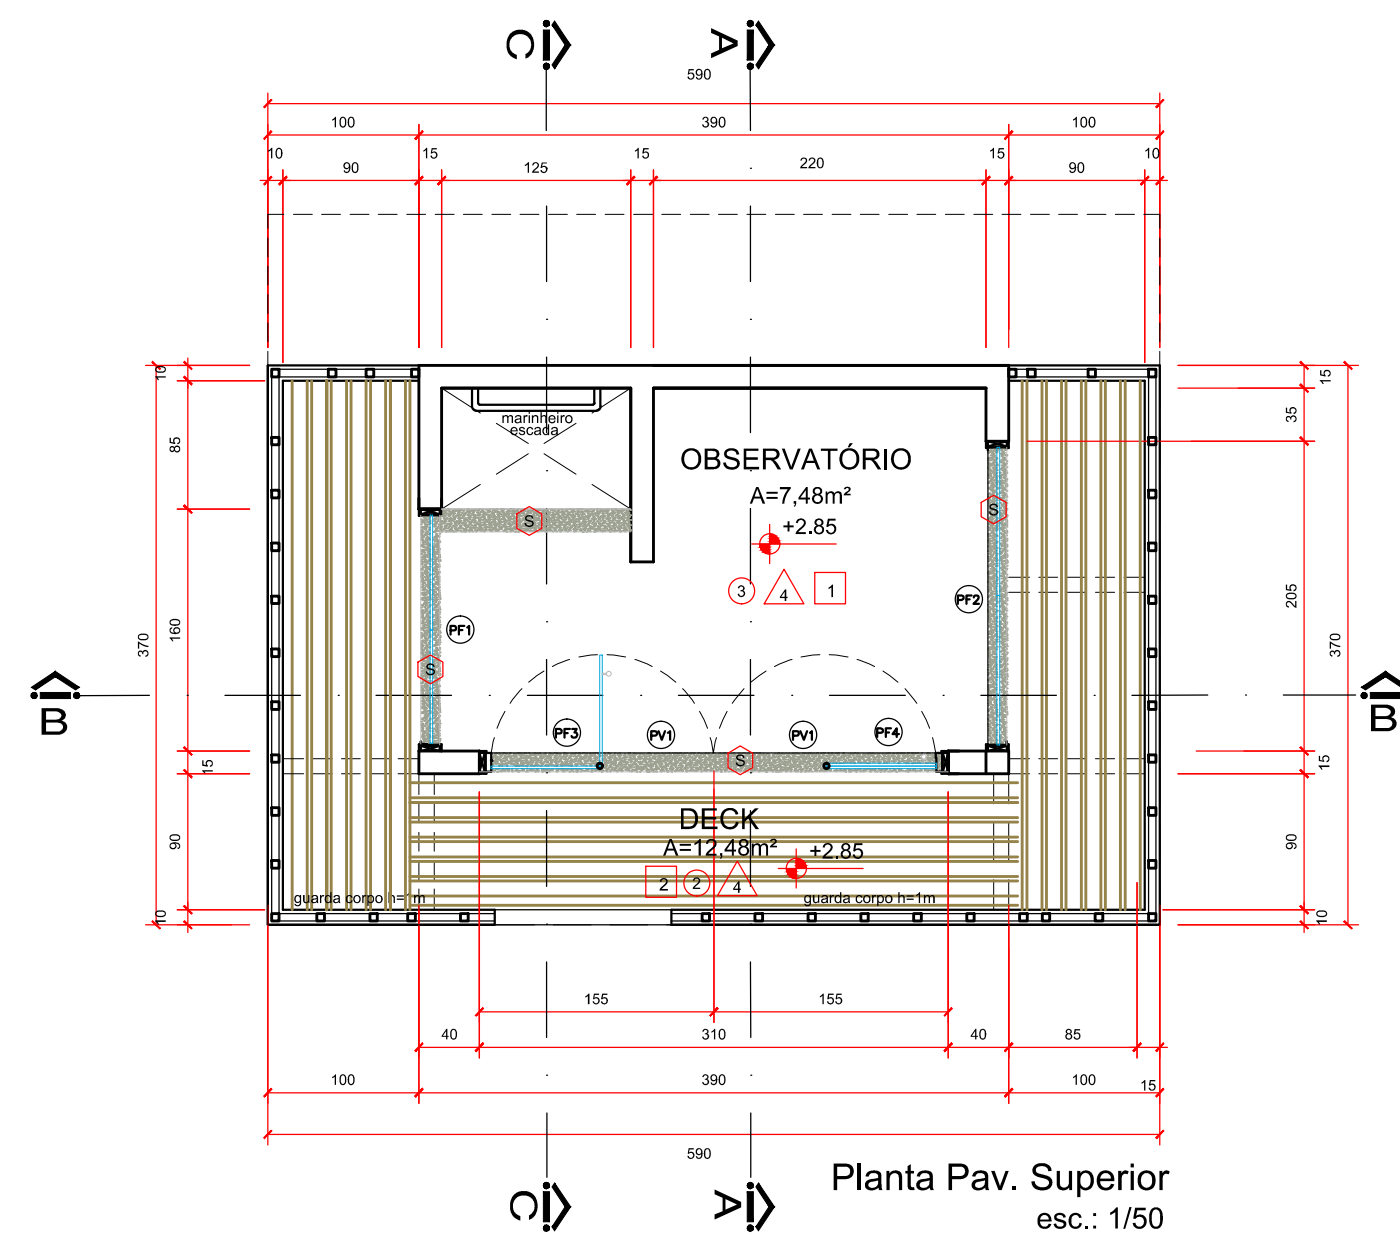 C A
590
100 390 100
10 90 15 125 15 220 15 90 10
10 15
marinheiro
escada
85 35
OBSERVATÓRIO
A=7,48m²
S S
+2.85
3 4 1
PF1 PF2
160 205
370 370
S
B B
PF3 PV1 PV1 PF4
S
15 15
DECK
A=12,48m² +2.85
90 90
2 2 4
guarda corpo h=1m guarda corpo h=1m
10 10
155 155
40 310 40 85
100 390 100 15
590
C A
Planta Pav. Superior
esc.: 1/50